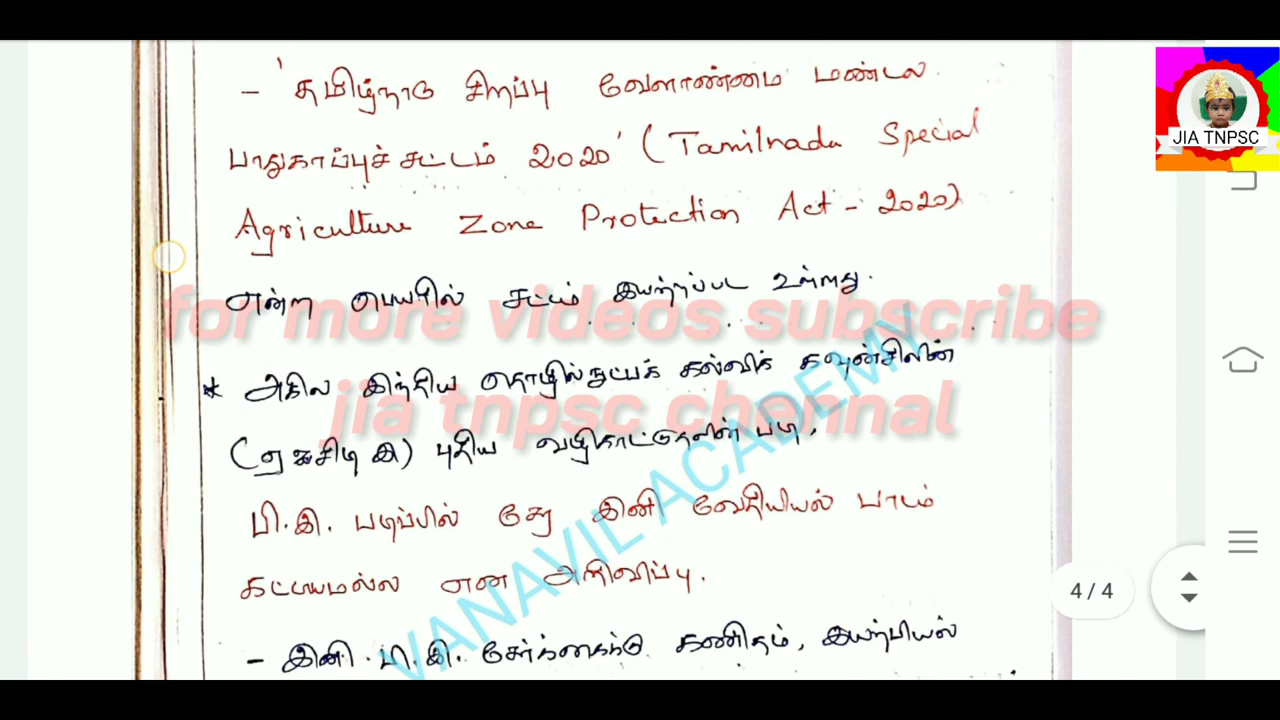 - 'தமிழ்நாடு சிறப்பு வேளாண்மை மண்டல
பாதுகாப்புச் சட்டம் 2020' (Tamilnadu Special
Agriculture Zone Protection Act - 2020)
என்ற பெயரில் சட்டம் இயற்றப்பட உள்ளது.
for more videos subscribe
* அகில இந்திய தொழில்நுட்பக் கல்விக் கவுன்சிலின்
jia tnpsc chennal
(ஏஐசிடிஇ) புதிய வழிகாட்டுதலின் படி,
பி.இ. படிப்பில் சேர இனி வேதியியல் பாடம்
கட்டாயமல்ல என அறிவிப்பு.
- இனி பி.இ. சேர்க்கைக்கு கணிதம், இயற்பியல்
VANAVIL ACADEMY
JIA TNPSC
4/4